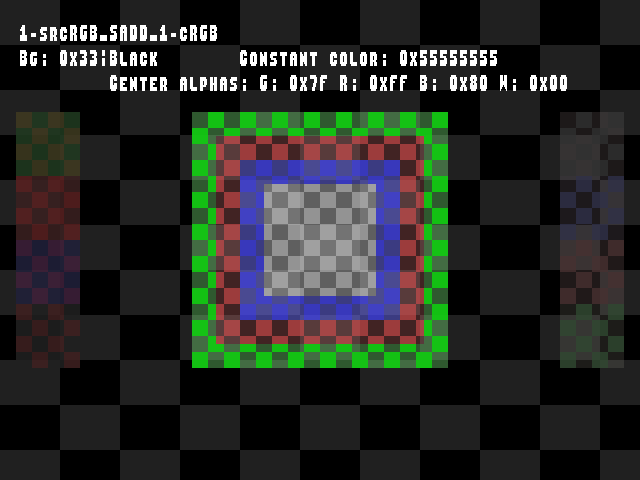 1-srcRGB_SADD_1-cRGB
Bg: 0x33|Black Constant color: 0x55555555
Center alphas: G: 0x7f R: 0xff B: 0x80 W: 0x00